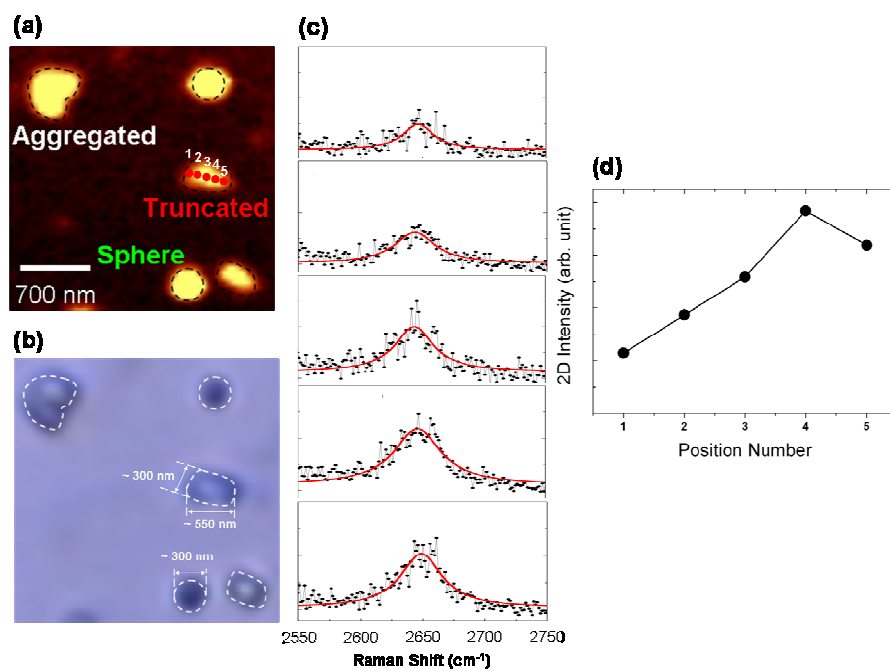 (a)
Aggregated
1 2 3 4 5
Truncated
Sphere
700 nm
(b)
~ 300 nm
~ 550 nm
~ 300 nm
(c)
2550 2600 2650 2700 2750
Raman Shift (cm⁻¹)
(d)
2D Intensity (arb. unit)
1 2 3 4 5
Position Number